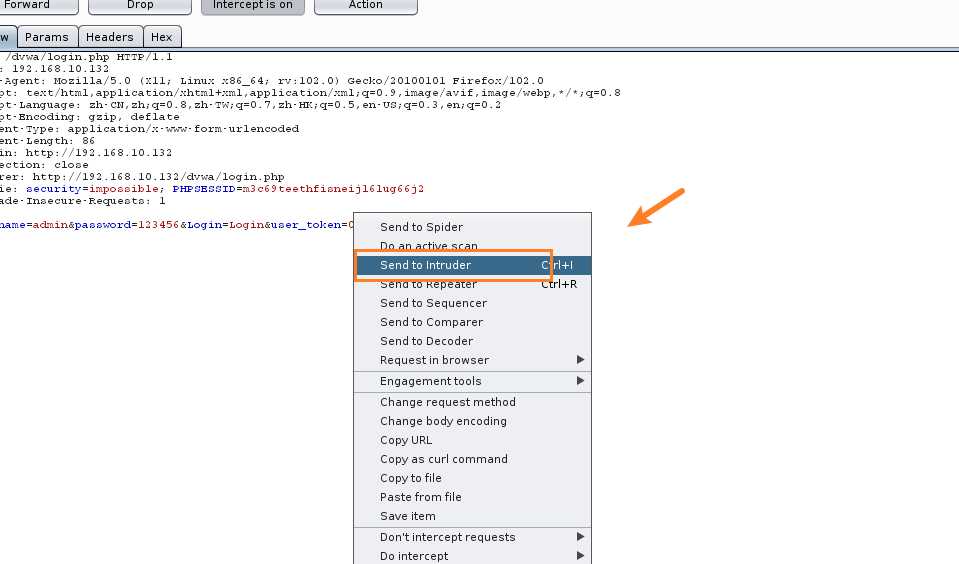 Forward Drop Intercept is on Action
w Params Headers Hex
/dvwa/login.php HTTP/1.1
: 192.168.10.132
-Agent: Mozilla/5.0 (X11; Linux x86_64; rv:102.0) Gecko/20100101 Firefox/102.0
pt: text/html,application/xhtml+xml,application/xml;q=0.9,image/avif,image/webp,*/*;q=0.8
pt-Language: zh-CN,zh;q=0.8,zh-TW;q=0.7,zh-HK;q=0.5,en-US;q=0.3,en;q=0.2
pt-Encoding: gzip, deflate
ent-Type: application/x-www-form-urlencoded
ent-Length: 86
in: http://192.168.10.132
ection: close
rer: http://192.168.10.132/dvwa/login.php
ie: security=impossible; PHPSESSID=m3c69teethfisneijl6lug66j2
ade-Insecure-Requests: 1
name=admin&password=123456&Login=Login&user_token=
Send to Spider
Do an active scan
Send to Intruder Ctrl+I
Send to Repeater Ctrl+R
Send to Sequencer
Send to Comparer
Send to Decoder
Request in browser
Engagement tools
Change request method
Change body encoding
Copy URL
Copy as curl command
Copy to file
Paste from file
Save item
Don't intercept requests
Do intercept